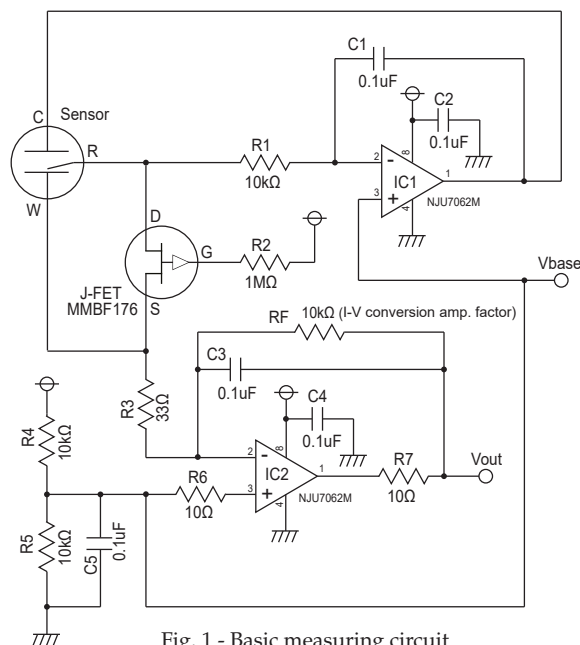 C1
0.1uF
C Sensor
C2
0.1uF
R
R1
10kΩ
2
-
8
IC1
1
3
+
4
NJU7062M
W
D
G
R2
1MΩ
Vbase
J-FET
MMBF176
S
RF
10kΩ (I-V conversion amp. factor)
C3
0.1uF
R3
33Ω
C4
0.1uF
R4
10kΩ
2
-
8
IC2
1
3
+
4
NJU7062M
R6
10Ω
R7
10Ω
Vout
R5
10kΩ
C5
0.1uF
Fig. 1 - Basic measuring circuit